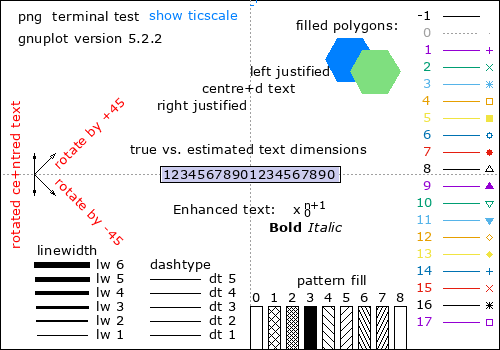 png  terminal test
show ticscale
gnuplot version 5.2.2
filled polygons:
left justified
centre+d text
right justified
rotated ce+ntred text
rotate by +45
rotate by -45
true vs. estimated text dimensions
12345678901234567890
Enhanced text:   x n+1 0
Bold Italic
linewidth
lw 6
lw 5
lw 4
lw 3
lw 2
lw 1
dashtype
dt 5
dt 4
dt 3
dt 2
dt 1
pattern fill
0 1 2 3 4 5 6 7 8
-1
0
1
2
3
4
5
6
7
8
9
10
11
12
13
14
15
16
17